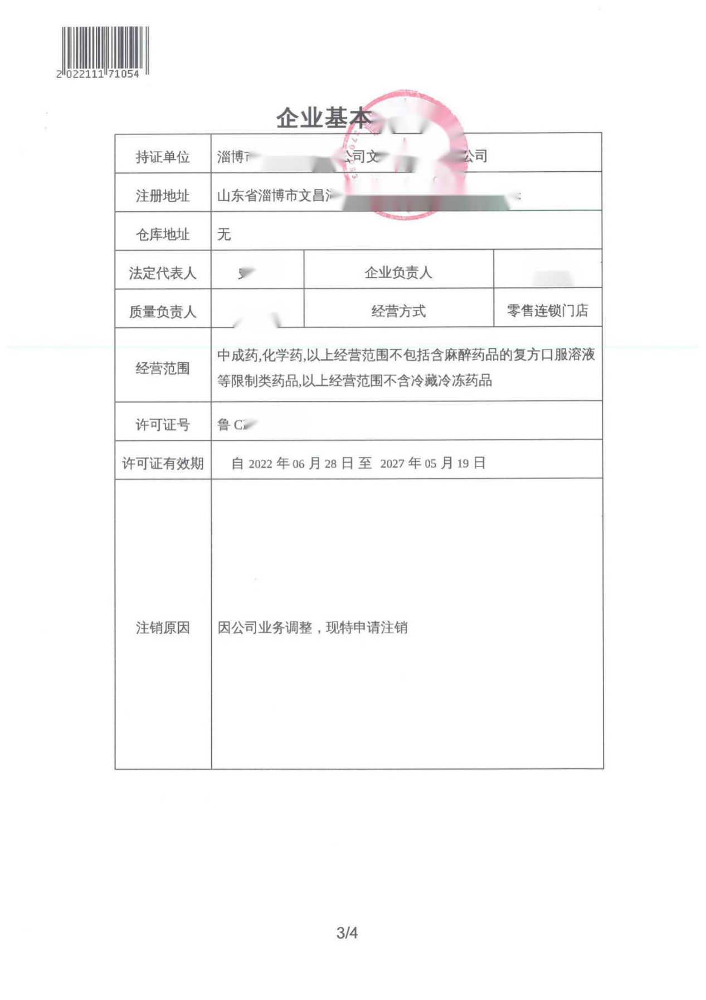 2022111171054
企业基本
持证单位 淄博 公司文 公司
注册地址 山东省淄博市文昌
仓库地址 无
法定代表人 企业负责人
质量负责人 经营方式 零售连锁门店
经营范围 中成药,化学药,以上经营范围不包括含麻醉药品的复方口服溶液
等限制类药品,以上经营范围不含冷藏冷冻药品
许可证号 鲁 C
许可证有效期 自 2022 年 06 月 28 日 至 2027 年 05 月 19 日
注销原因 因公司业务调整，现特申请注销
3/4